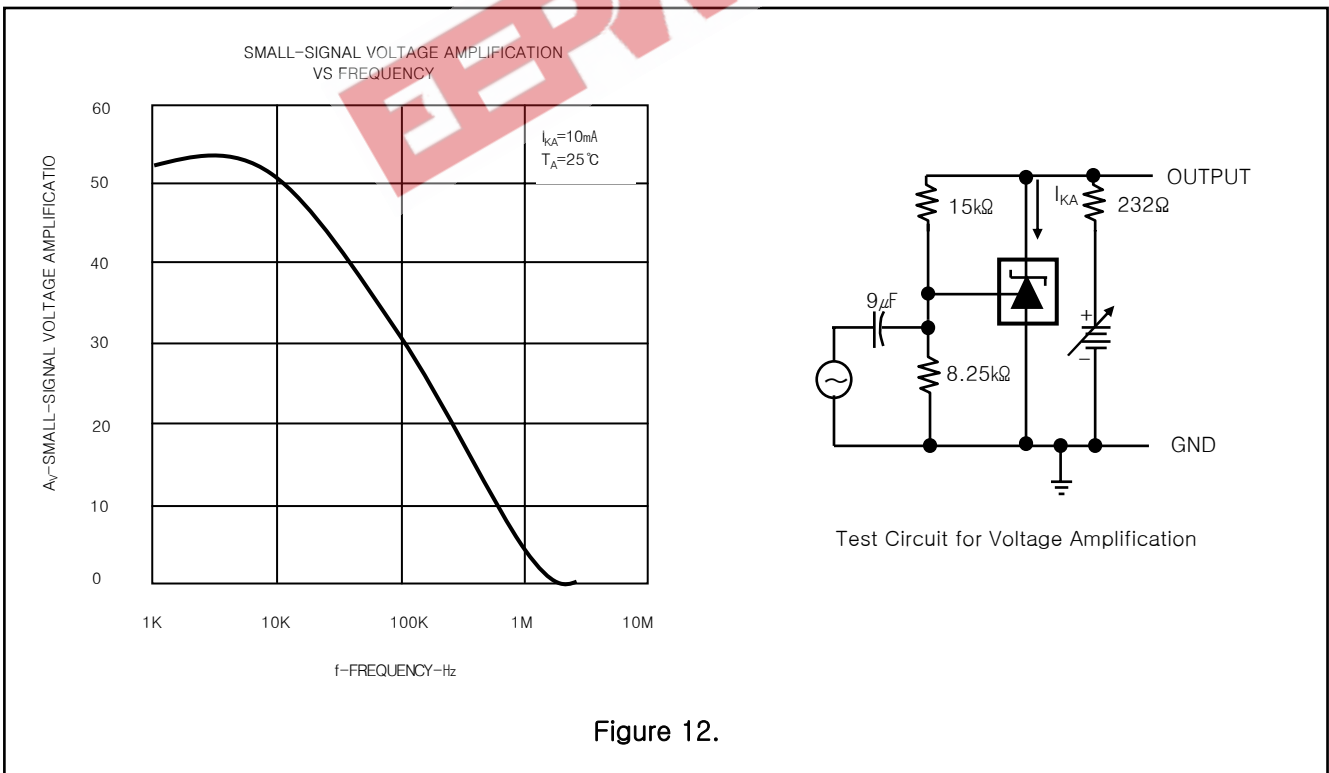 SMALL-SIGNAL VOLTAGE AMPLIFICATION
VS FREQUENCY
60
50
40
30
20
10
0
AV-SMALL-SIGNAL VOLTAGE AMPLIFICATIO
IKA=10mA
TA=25℃
1K 10K 100K 1M 10M
f-FREQUENCY-Hz
OUTPUT
15kΩ
IKA
232Ω
9㎌
+
-
8.25kΩ
GND
Test Circuit for Voltage Amplification
Figure 12.